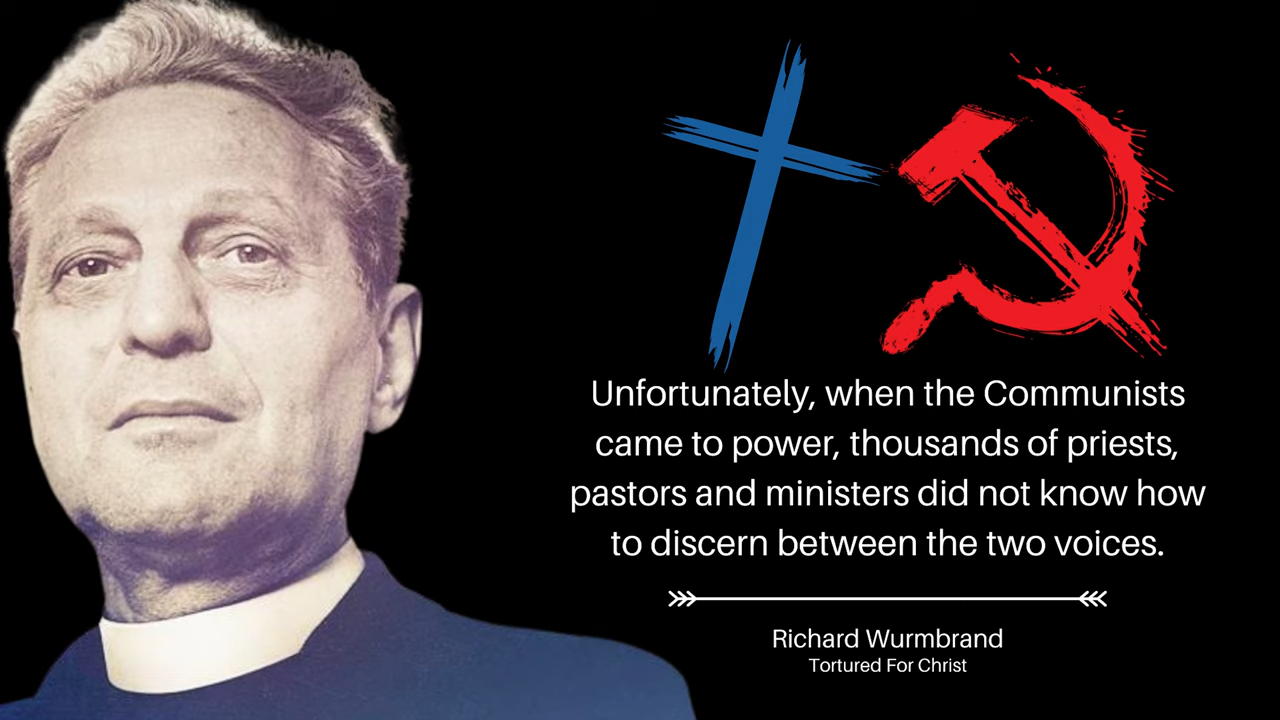 Unfortunately, when the Communists
came to power, thousands of priests,
pastors and ministers did not know how
to discern between the two voices.
Richard Wurmbrand
Tortured For Christ